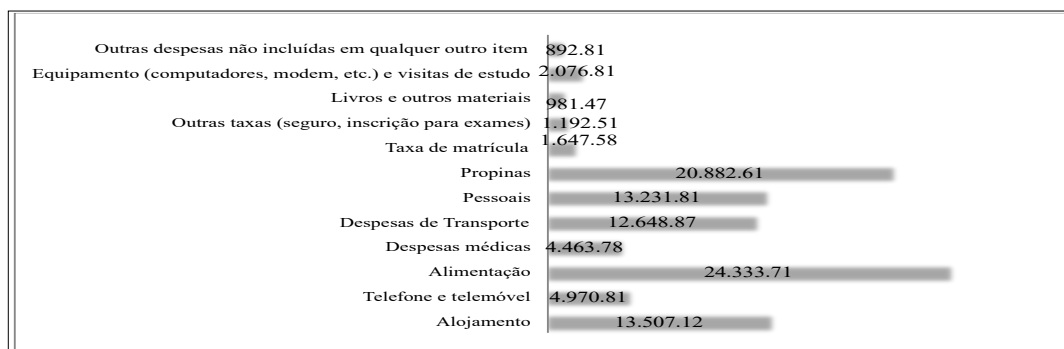 Outras despesas não incluídas em qualquer outro item 892.81
Equipamento (computadores, modem, etc.) e visitas de estudo 2.076.81
Livros e outros materiais 981.47
Outras taxas (seguro, inscrição para exames) 1.192.51
Taxa de matrícula 1.647.58
Propinas 20.882.61
Pessoais 13.231.81
Despesas de Transporte 12.648.87
Despesas médicas 4.463.78
Alimentação 24.333.71
Telefone e telemóvel 4.970.81
Alojamento 13.507.12